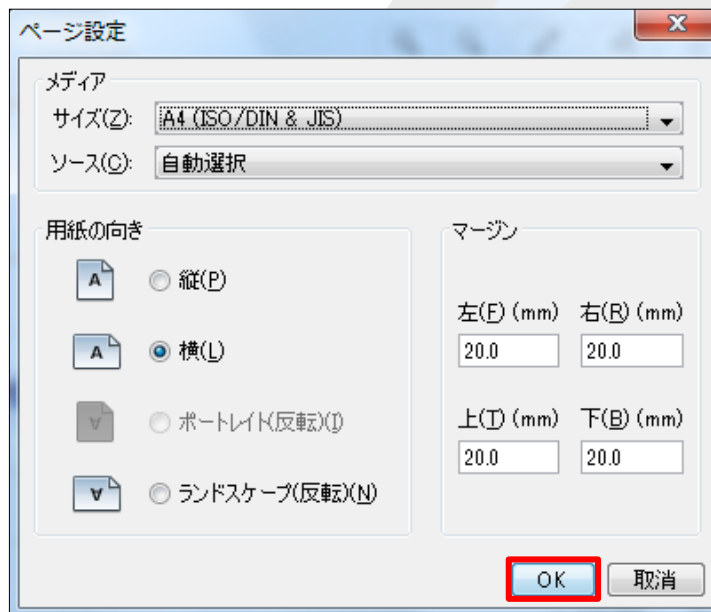 ページ設定
メディア
サイズ(Z): A4 (ISO/DIN & JIS)
ソース(C): 自動選択
用紙の向き
A 縦(P)
A 横(L)
A ポートレイト(反転)(I)
A ランドスケープ(反転)(N)
マージン
左(F) (mm) 右(R) (mm)
20.0 20.0
上(T) (mm) 下(B) (mm)
20.0 20.0
OK 取消